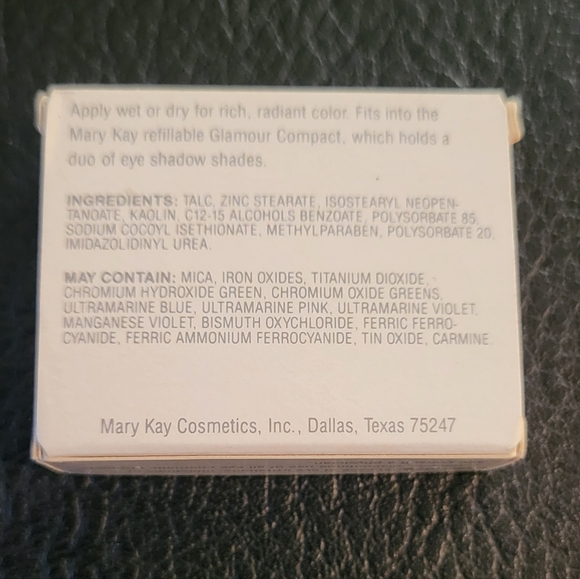 Apply wet or dry for rich, radiant color. Fits into the
Mary Kay refillable Glamour Compact, which holds a
duo of eye shadow shades.
INGREDIENTS: TALC, ZINC STEARATE, ISOSTEARYL NEOPEN-
TANOATE, KAOLIN, C12-15 ALCOHOLS BENZOATE, POLYSORBATE 85,
SODIUM COCOYL ISETHIONATE, METHYLPARABEN, POLYSORBATE 20,
IMIDAZOLIDINYL UREA.
MAY CONTAIN: MICA, IRON OXIDES, TITANIUM DIOXIDE,
CHROMIUM HYDROXIDE GREEN, CHROMIUM OXIDE GREENS,
ULTRAMARINE BLUE, ULTRAMARINE PINK, ULTRAMARINE VIOLET,
MANGANESE VIOLET, BISMUTH OXYCHLORIDE, FERRIC FERRO-
CYANIDE, FERRIC AMMONIUM FERROCYANIDE, TIN OXIDE, CARMINE.
Mary Kay Cosmetics, Inc., Dallas, Texas 75247